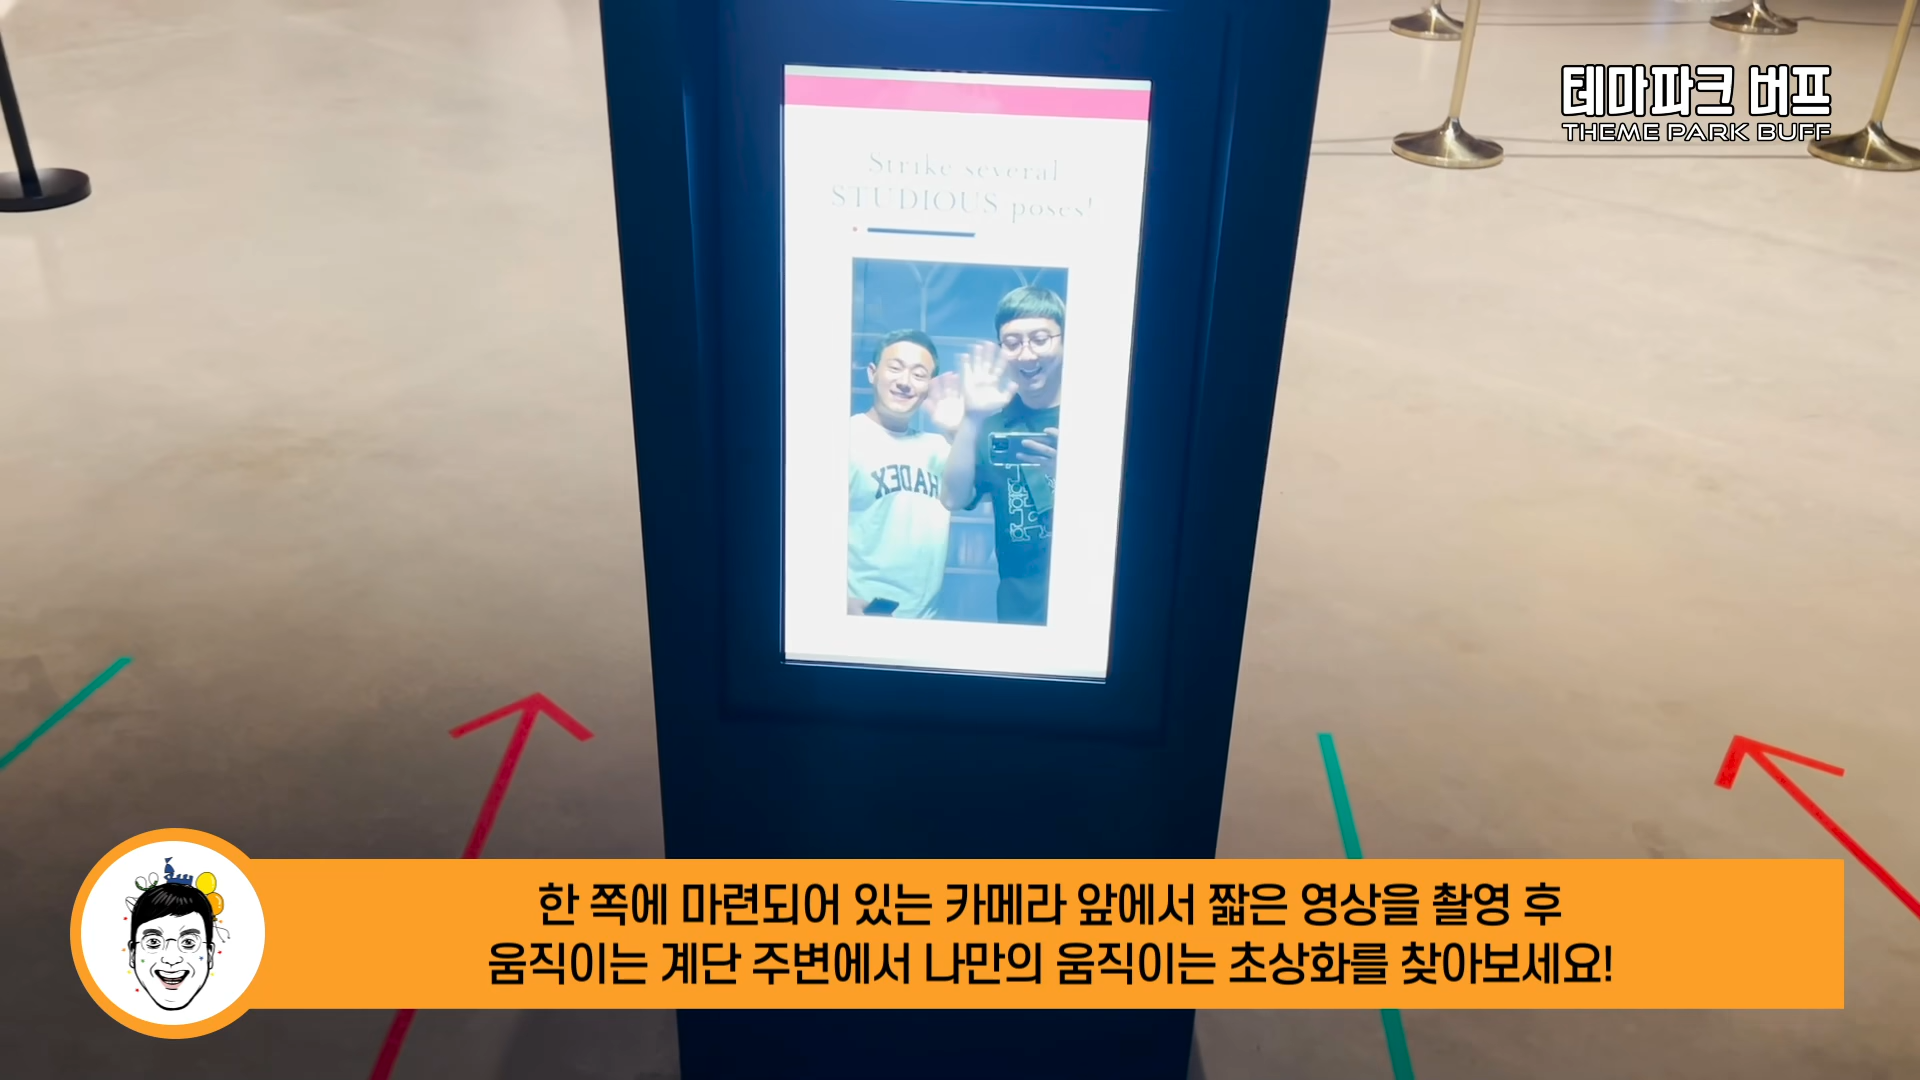 테마파크 버프
THEME PARK BUFF
Strike several
STUDIOUS poses!
HADEX
한 쪽에 마련되어 있는 카메라 앞에서 짧은 영상을 촬영 후
움직이는 계단 주변에서 나만의 움직이는 초상화를 찾아보세요!